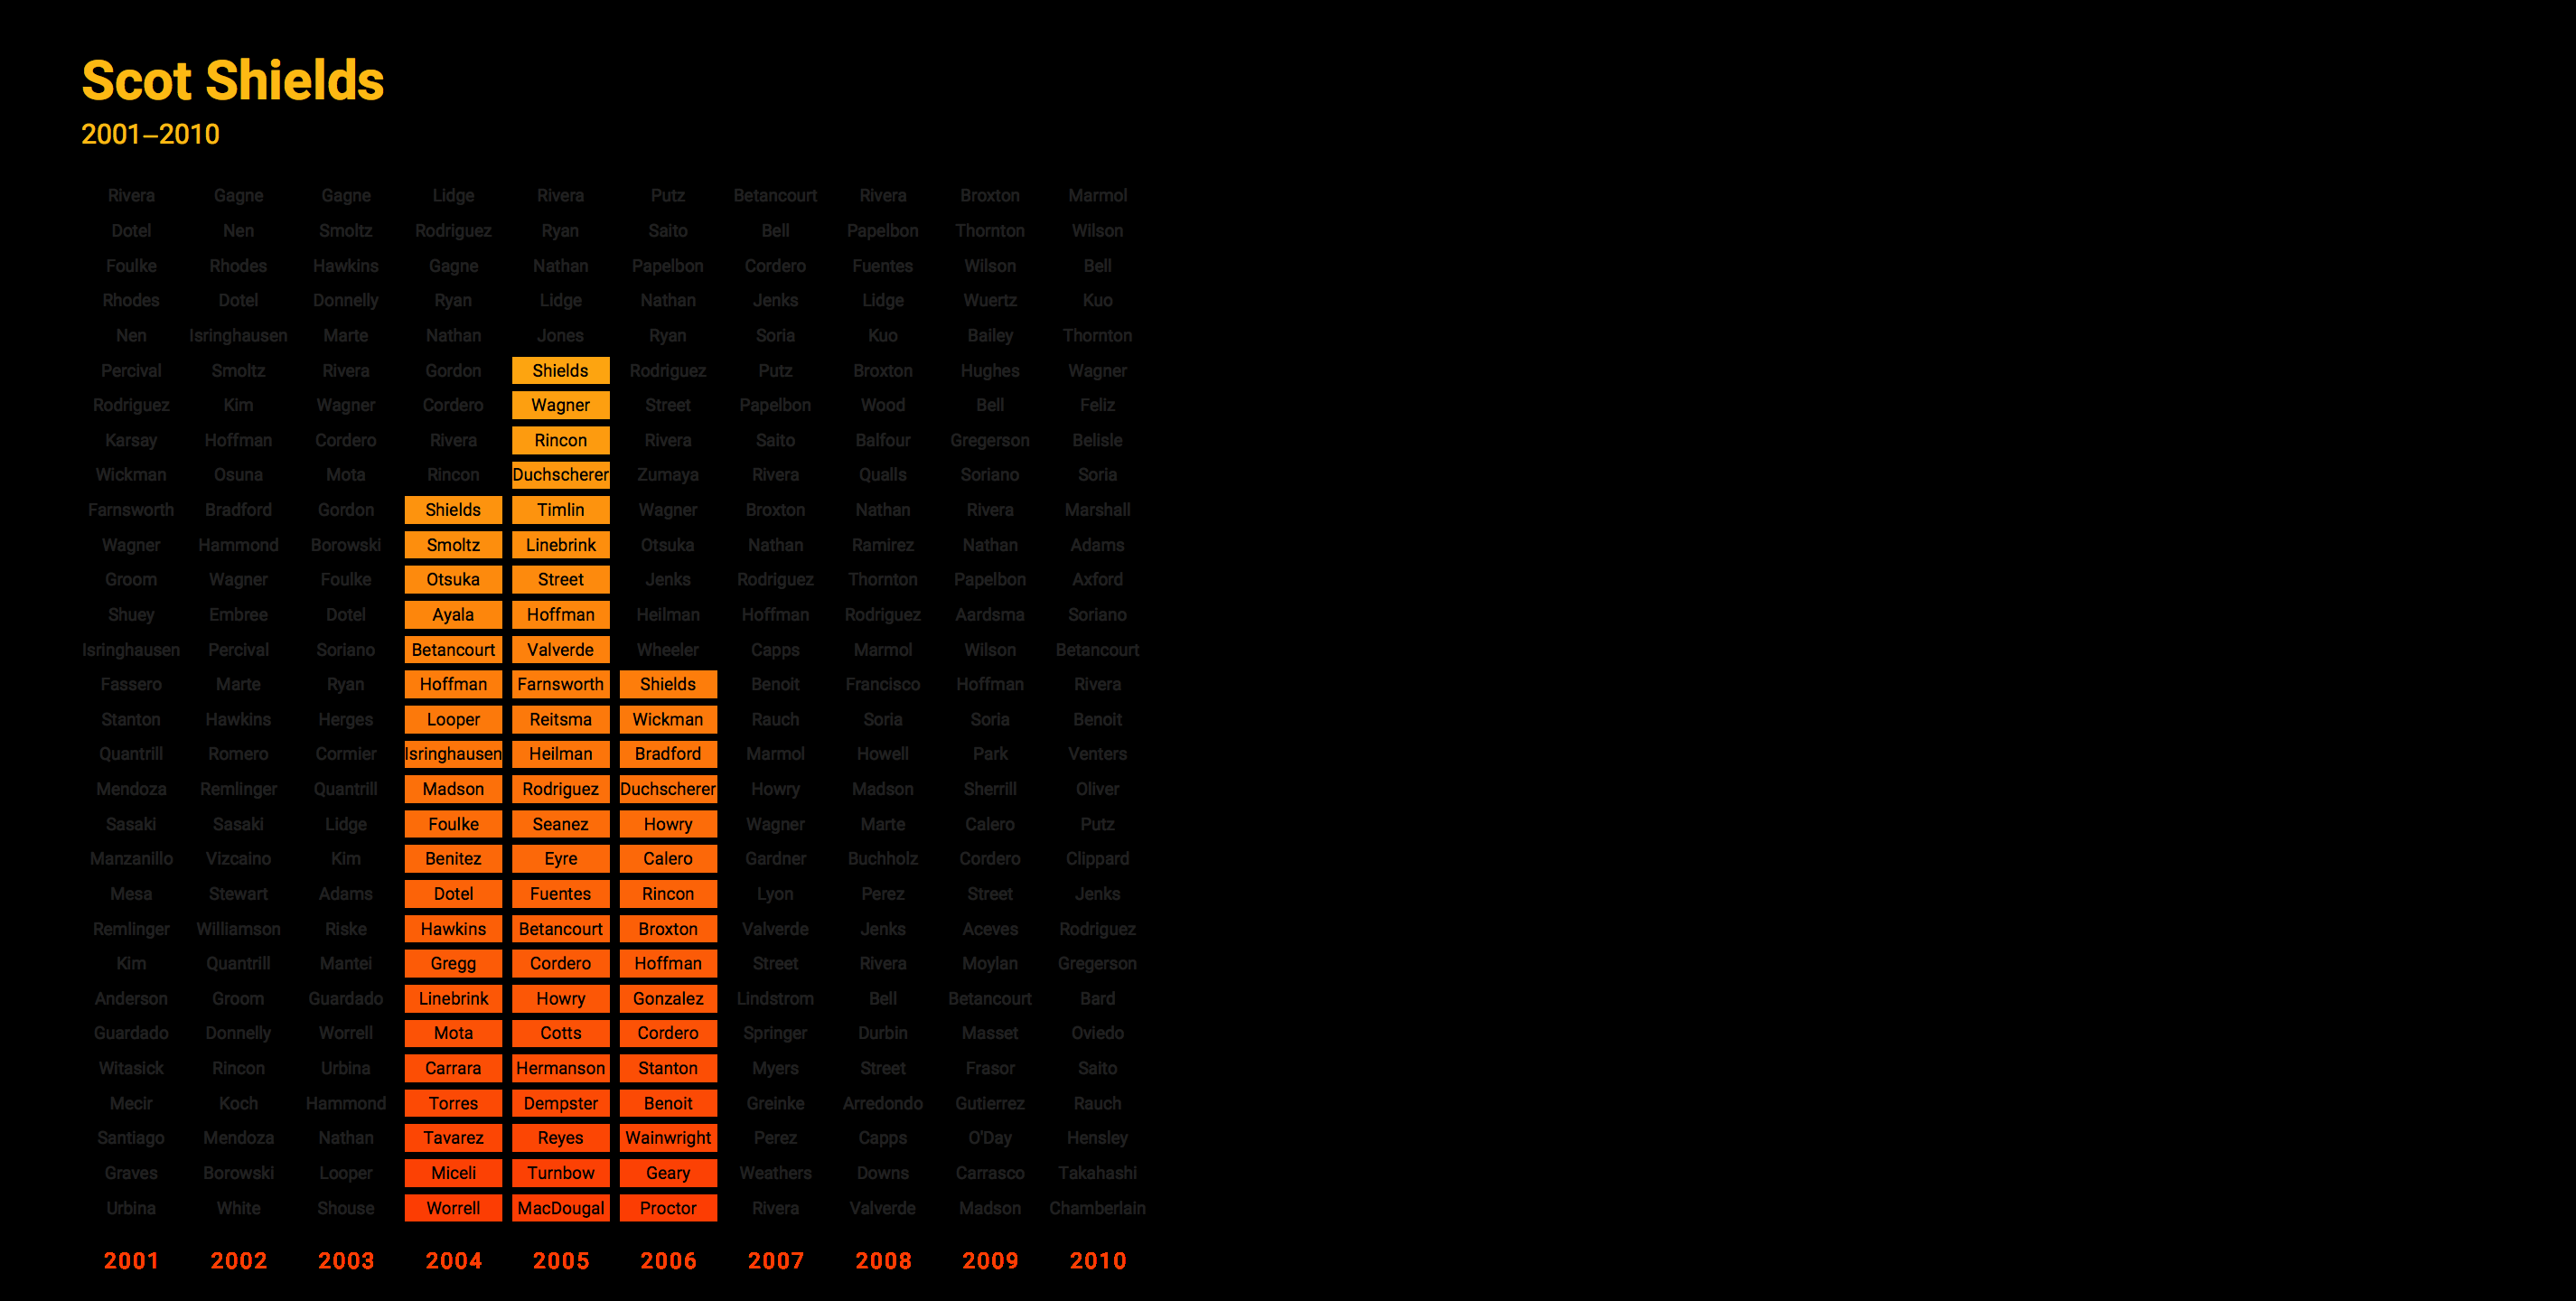 Scot Shields
2001–2010
Rivera Gagne Gagne Lidge Rivera Putz Betancourt Rivera Broxton Marmol
Dotel Nen Smoltz Rodriguez Ryan Saito Bell Papelbon Thornton Wilson
Foulke Rhodes Hawkins Gagne Nathan Papelbon Cordero Fuentes Wilson Bell
Rhodes Dotel Donnelly Ryan Lidge Nathan Jenks Lidge Wuertz Kuo
Nen Isringhausen Marte Nathan Jones Ryan Soria Kuo Bailey Thornton
Percival Smoltz Rivera Gordon Shields Rodriguez Putz Broxton Hughes Wagner
Rodriguez Kim Wagner Cordero Wagner Street Papelbon Wood Bell Feliz
Karsay Hoffman Cordero Rivera Rincon Rivera Saito Balfour Gregerson Belisle
Wickman Osuna Mota Rincon Duchscherer Zumaya Rivera Qualls Soriano Soria
Farnsworth Bradford Gordon Shields Timlin Wagner Broxton Nathan Rivera Marshall
Wagner Hammond Borowski Smoltz Linebrink Otsuka Nathan Ramirez Nathan Adams
Groom Wagner Foulke Otsuka Street Jenks Rodriguez Thornton Papelbon Axford
Shuey Embree Dotel Ayala Hoffman Heilman Hoffman Rodriguez Aardsma Soriano
Isringhausen Percival Soriano Betancourt Valverde Wheeler Capps Marmol Wilson Betancourt
Fassero Marte Ryan Hoffman Farnsworth Shields Benoit Francisco Hoffman Rivera
Stanton Hawkins Herges Looper Reitsma Wickman Rauch Soria Soria Benoit
Quantrill Romero Cormier Isringhausen Heilman Bradford Marmol Howell Park Venters
Mendoza Remlinger Quantrill Madson Rodriguez Duchscherer Howry Madson Sherrill Oliver
Sasaki Sasaki Lidge Foulke Seanez Howry Wagner Marte Calero Putz
Manzanillo Vizcaino Kim Benitez Eyre Calero Gardner Buchholz Cordero Clippard
Mesa Stewart Adams Dotel Fuentes Rincon Lyon Perez Street Jenks
Remlinger Williamson Riske Hawkins Betancourt Broxton Valverde Jenks Aceves Rodriguez
Kim Quantrill Mantei Gregg Cordero Hoffman Street Rivera Moylan Gregerson
Anderson Groom Guardado Linebrink Howry Gonzalez Lindstrom Bell Betancourt Bard
Guardado Donnelly Worrell Mota Cotts Cordero Springer Durbin Masset Oviedo
Witasick Rincon Urbina Carrara Hermanson Stanton Myers Street Frasor Saito
Mecir Koch Hammond Torres Dempster Benoit Greinke Arredondo Gutierrez Rauch
Santiago Mendoza Nathan Tavarez Reyes Wainwright Perez Capps O'Day Hensley
Graves Borowski Looper Miceli Turnbow Geary Weathers Downs Carrasco Takahashi
Urbina White Shouse Worrell MacDougal Proctor Rivera Valverde Madson Chamberlain
2001 2002 2003 2004 2005 2006 2007 2008 2009 2010